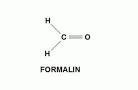 H
C = O
H
FORMALIN